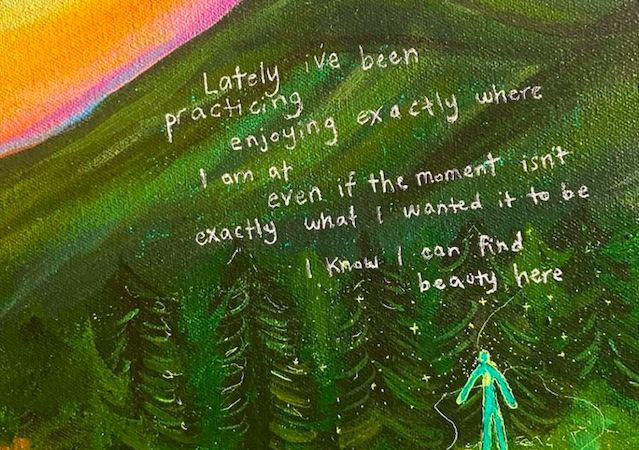 Lately i've been
practicing
enjoying exactly where
I am at
even if the moment isn't
exactly what I wanted it to be
I know I can find
beauty here